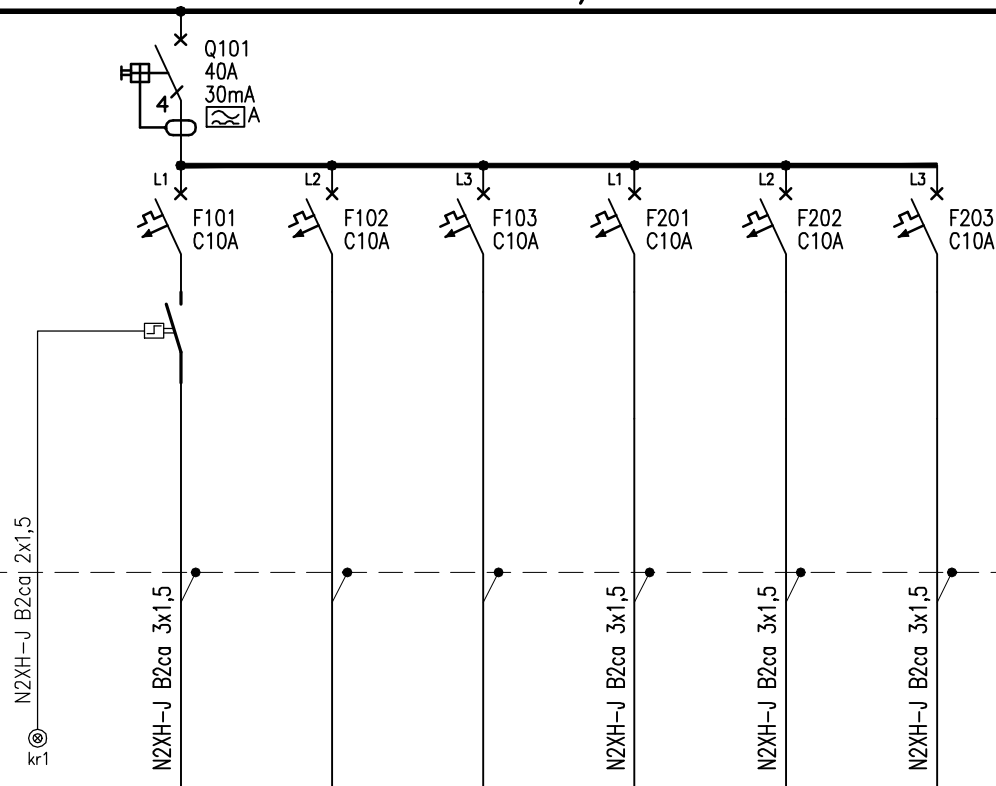 Q101
40A
30mA
A
4
L1
L2
L3
L1
L2
L3
F101
C10A
F102
C10A
F103
C10A
F201
C10A
F202
C10A
F203
C10A
N2XH-J B2ca 2x1,5
N2XH-J B2ca 3x1,5
N2XH-J B2ca 3x1,5
N2XH-J B2ca 3x1,5
N2XH-J B2ca 3x1,5
kr1